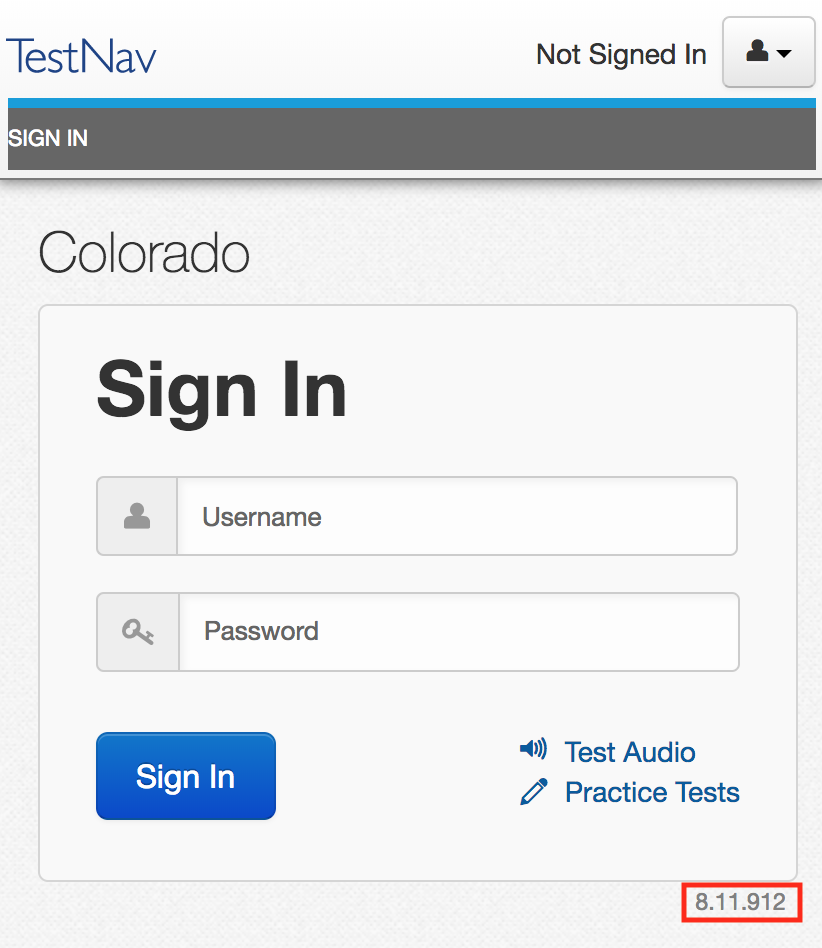 TestNav
Not Signed In
SIGN IN
Colorado
Sign In
Username
Password
Sign In
Test Audio
Practice Tests
8.11.912